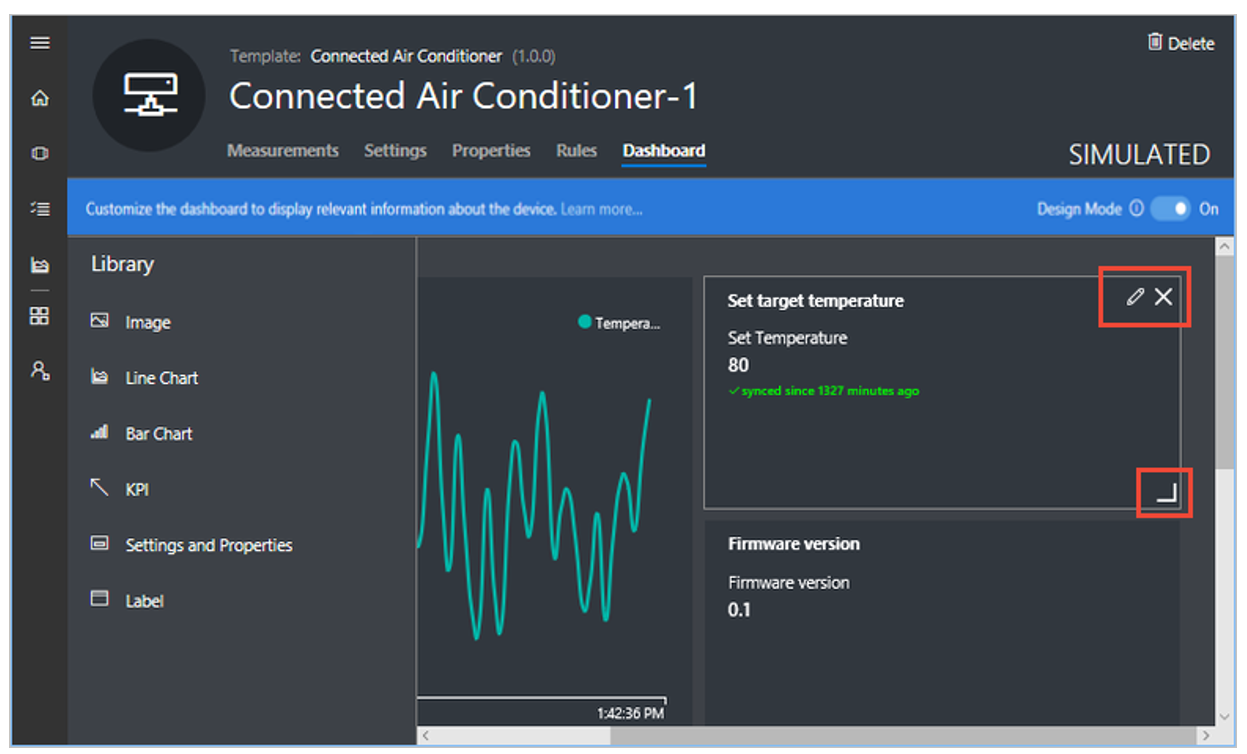 Template: Connected Air Conditioner (1.0.0)
Delete
Connected Air Conditioner-1
Measurements Settings Properties Rules Dashboard
SIMULATED
Customize the dashboard to display relevant information about the device. Learn more...
Design Mode On
Library
Image
Line Chart
Bar Chart
KPI
Settings and Properties
Label
Tempera...
1:42:36 PM
Set target temperature
Set Temperature
80
synced since 1327 minutes ago
Firmware version
Firmware version
0.1